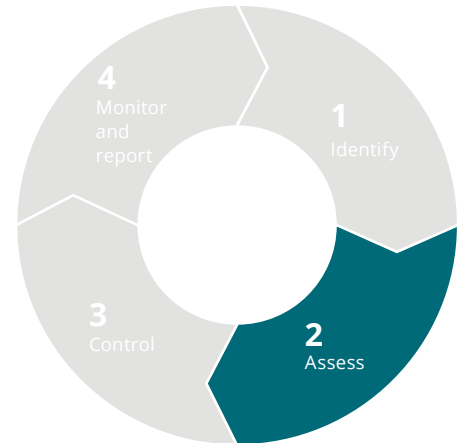 1
Identify
2
Assess
3
Control
4
Monitor
and
report